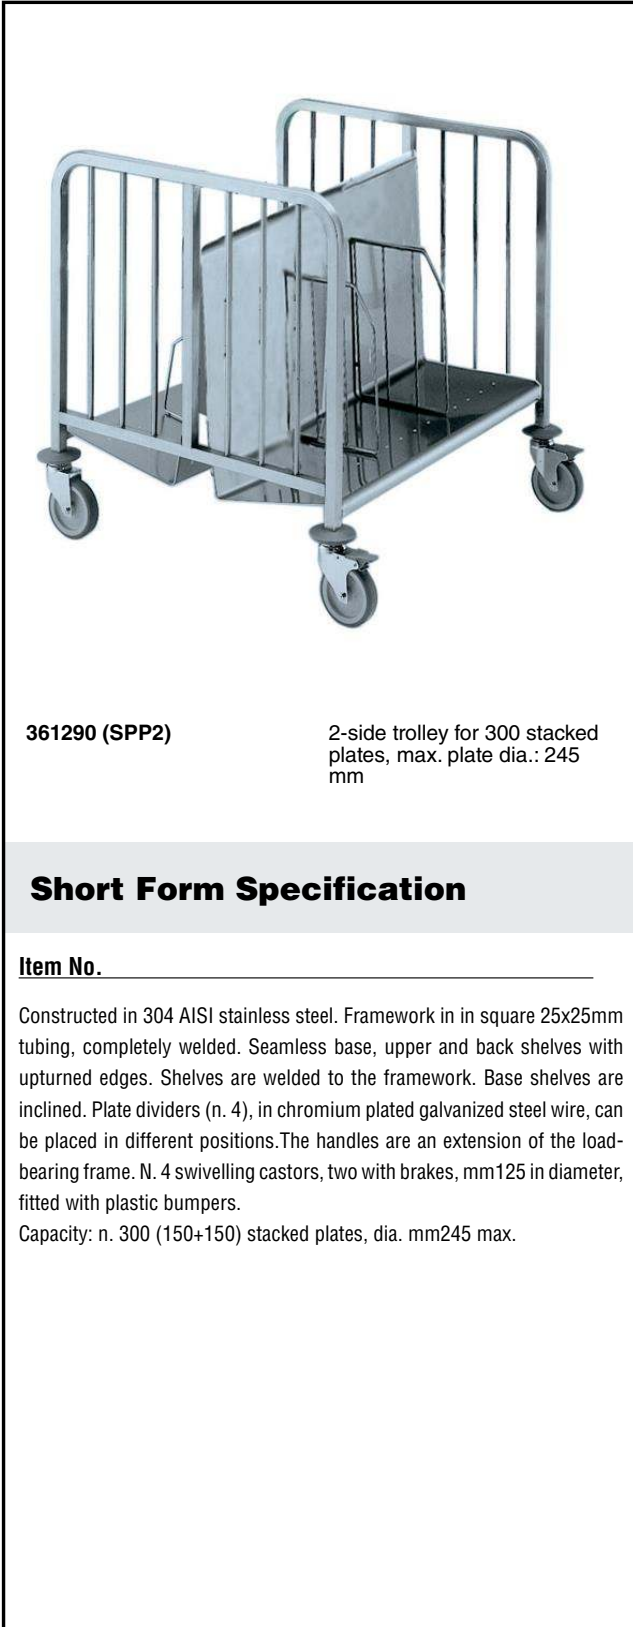 361290 (SPP2)
2-side trolley for 300 stacked
plates, max. plate dia.: 245
mm
Short Form Specification
Item No.
Constructed in 304 AISI stainless steel. Framework in in square 25x25mm
tubing, completely welded. Seamless base, upper and back shelves with
upturned edges. Shelves are welded to the framework. Base shelves are
inclined. Plate dividers (n. 4), in chromium plated galvanized steel wire, can
be placed in different positions.The handles are an extension of the load-
bearing frame. N. 4 swivelling castors, two with brakes, mm125 in diameter,
fitted with plastic bumpers.
Capacity: n. 300 (150+150) stacked plates, dia. mm245 max.